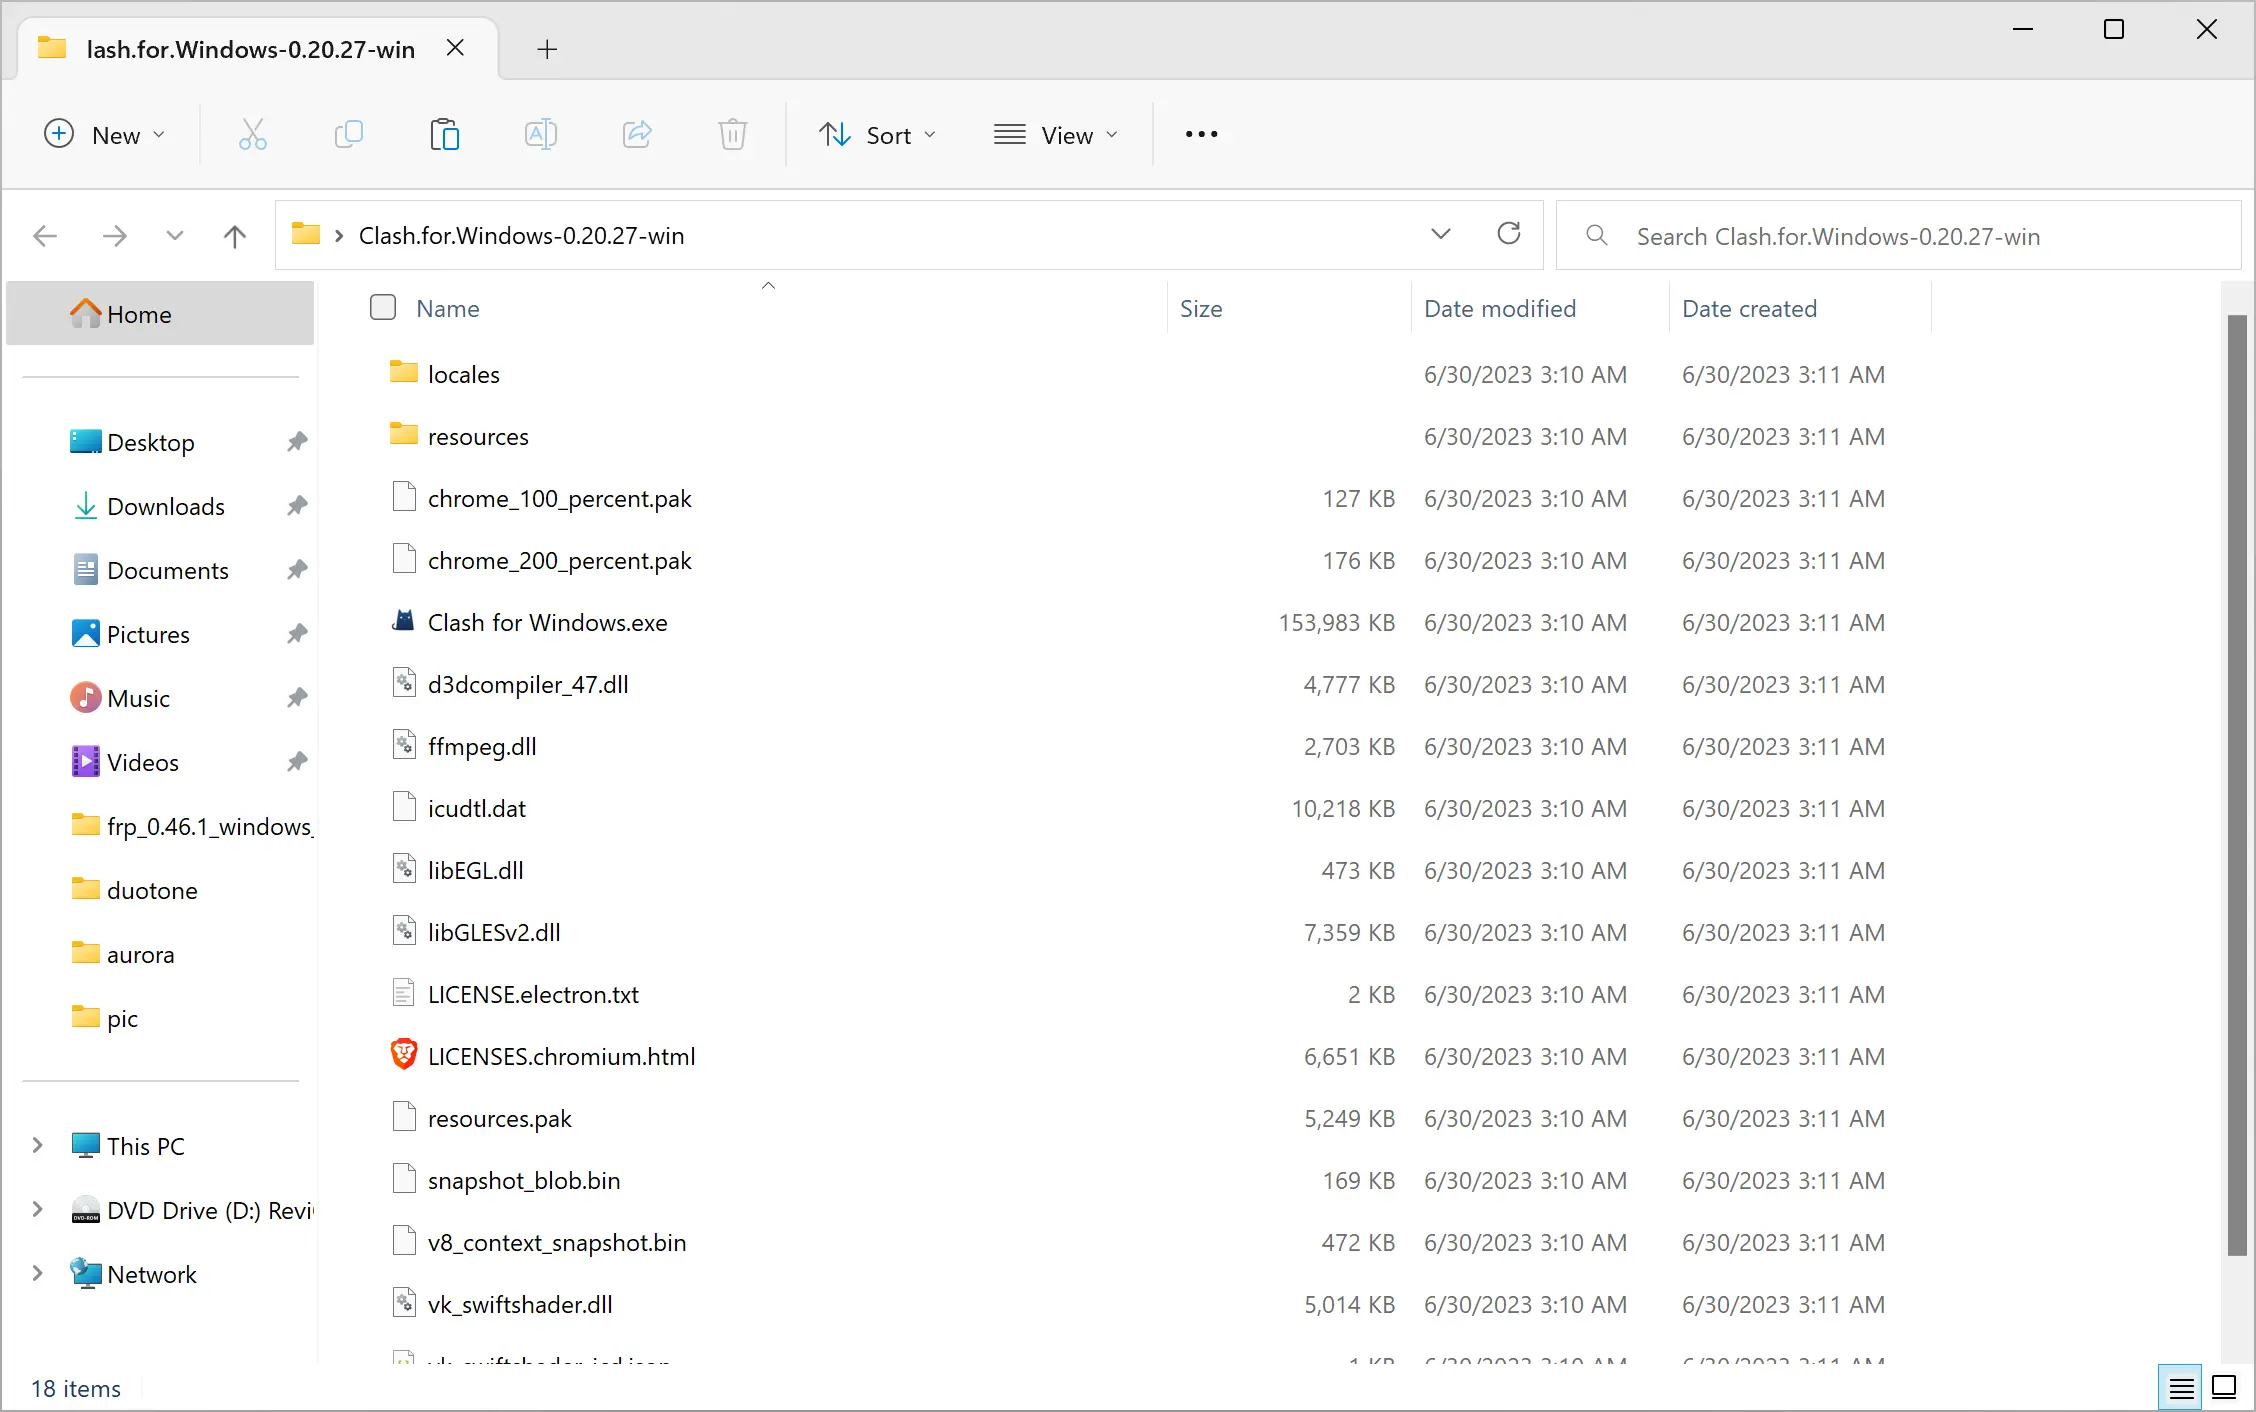 lash.for.Windows-0.20.27-win
New
Sort
View
Clash.for.Windows-0.20.27-win
Search Clash.for.Windows-0.20.27-win
Home
Desktop
Downloads
Documents
Pictures
Music
Videos
frp_0.46.1_windows_
duotone
aurora
pic
This PC
DVD Drive (D:) Revi
Network
Name Size Date modified Date created
locales 6/30/2023 3:10 AM 6/30/2023 3:11 AM
resources 6/30/2023 3:10 AM 6/30/2023 3:11 AM
chrome_100_percent.pak 127 KB 6/30/2023 3:10 AM 6/30/2023 3:11 AM
chrome_200_percent.pak 176 KB 6/30/2023 3:10 AM 6/30/2023 3:11 AM
Clash for Windows.exe 153,983 KB 6/30/2023 3:10 AM 6/30/2023 3:11 AM
d3dcompiler_47.dll 4,777 KB 6/30/2023 3:10 AM 6/30/2023 3:11 AM
ffmpeg.dll 2,703 KB 6/30/2023 3:10 AM 6/30/2023 3:11 AM
icudtl.dat 10,218 KB 6/30/2023 3:10 AM 6/30/2023 3:11 AM
libEGL.dll 473 KB 6/30/2023 3:10 AM 6/30/2023 3:11 AM
libGLESv2.dll 7,359 KB 6/30/2023 3:10 AM 6/30/2023 3:11 AM
LICENSE.electron.txt 2 KB 6/30/2023 3:10 AM 6/30/2023 3:11 AM
LICENSES.chromium.html 6,651 KB 6/30/2023 3:10 AM 6/30/2023 3:11 AM
resources.pak 5,249 KB 6/30/2023 3:10 AM 6/30/2023 3:11 AM
snapshot_blob.bin 169 KB 6/30/2023 3:10 AM 6/30/2023 3:11 AM
v8_context_snapshot.bin 472 KB 6/30/2023 3:10 AM 6/30/2023 3:11 AM
vk_swiftshader.dll 5,014 KB 6/30/2023 3:10 AM 6/30/2023 3:11 AM
18 items